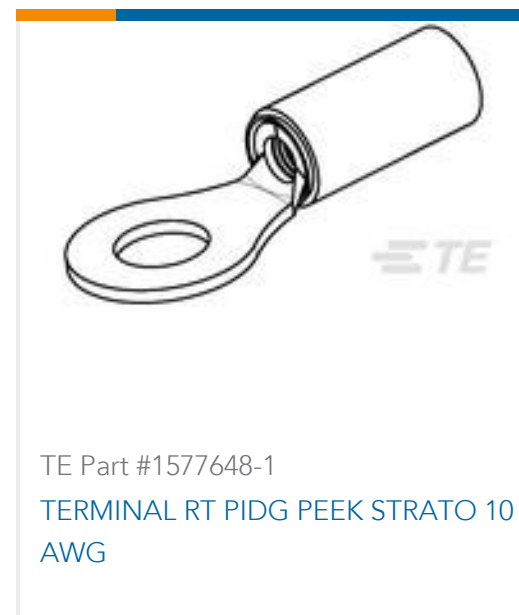 TE
TE Part #1577648-1
TERMINAL RT PIDG PEEK STRATO 10
AWG